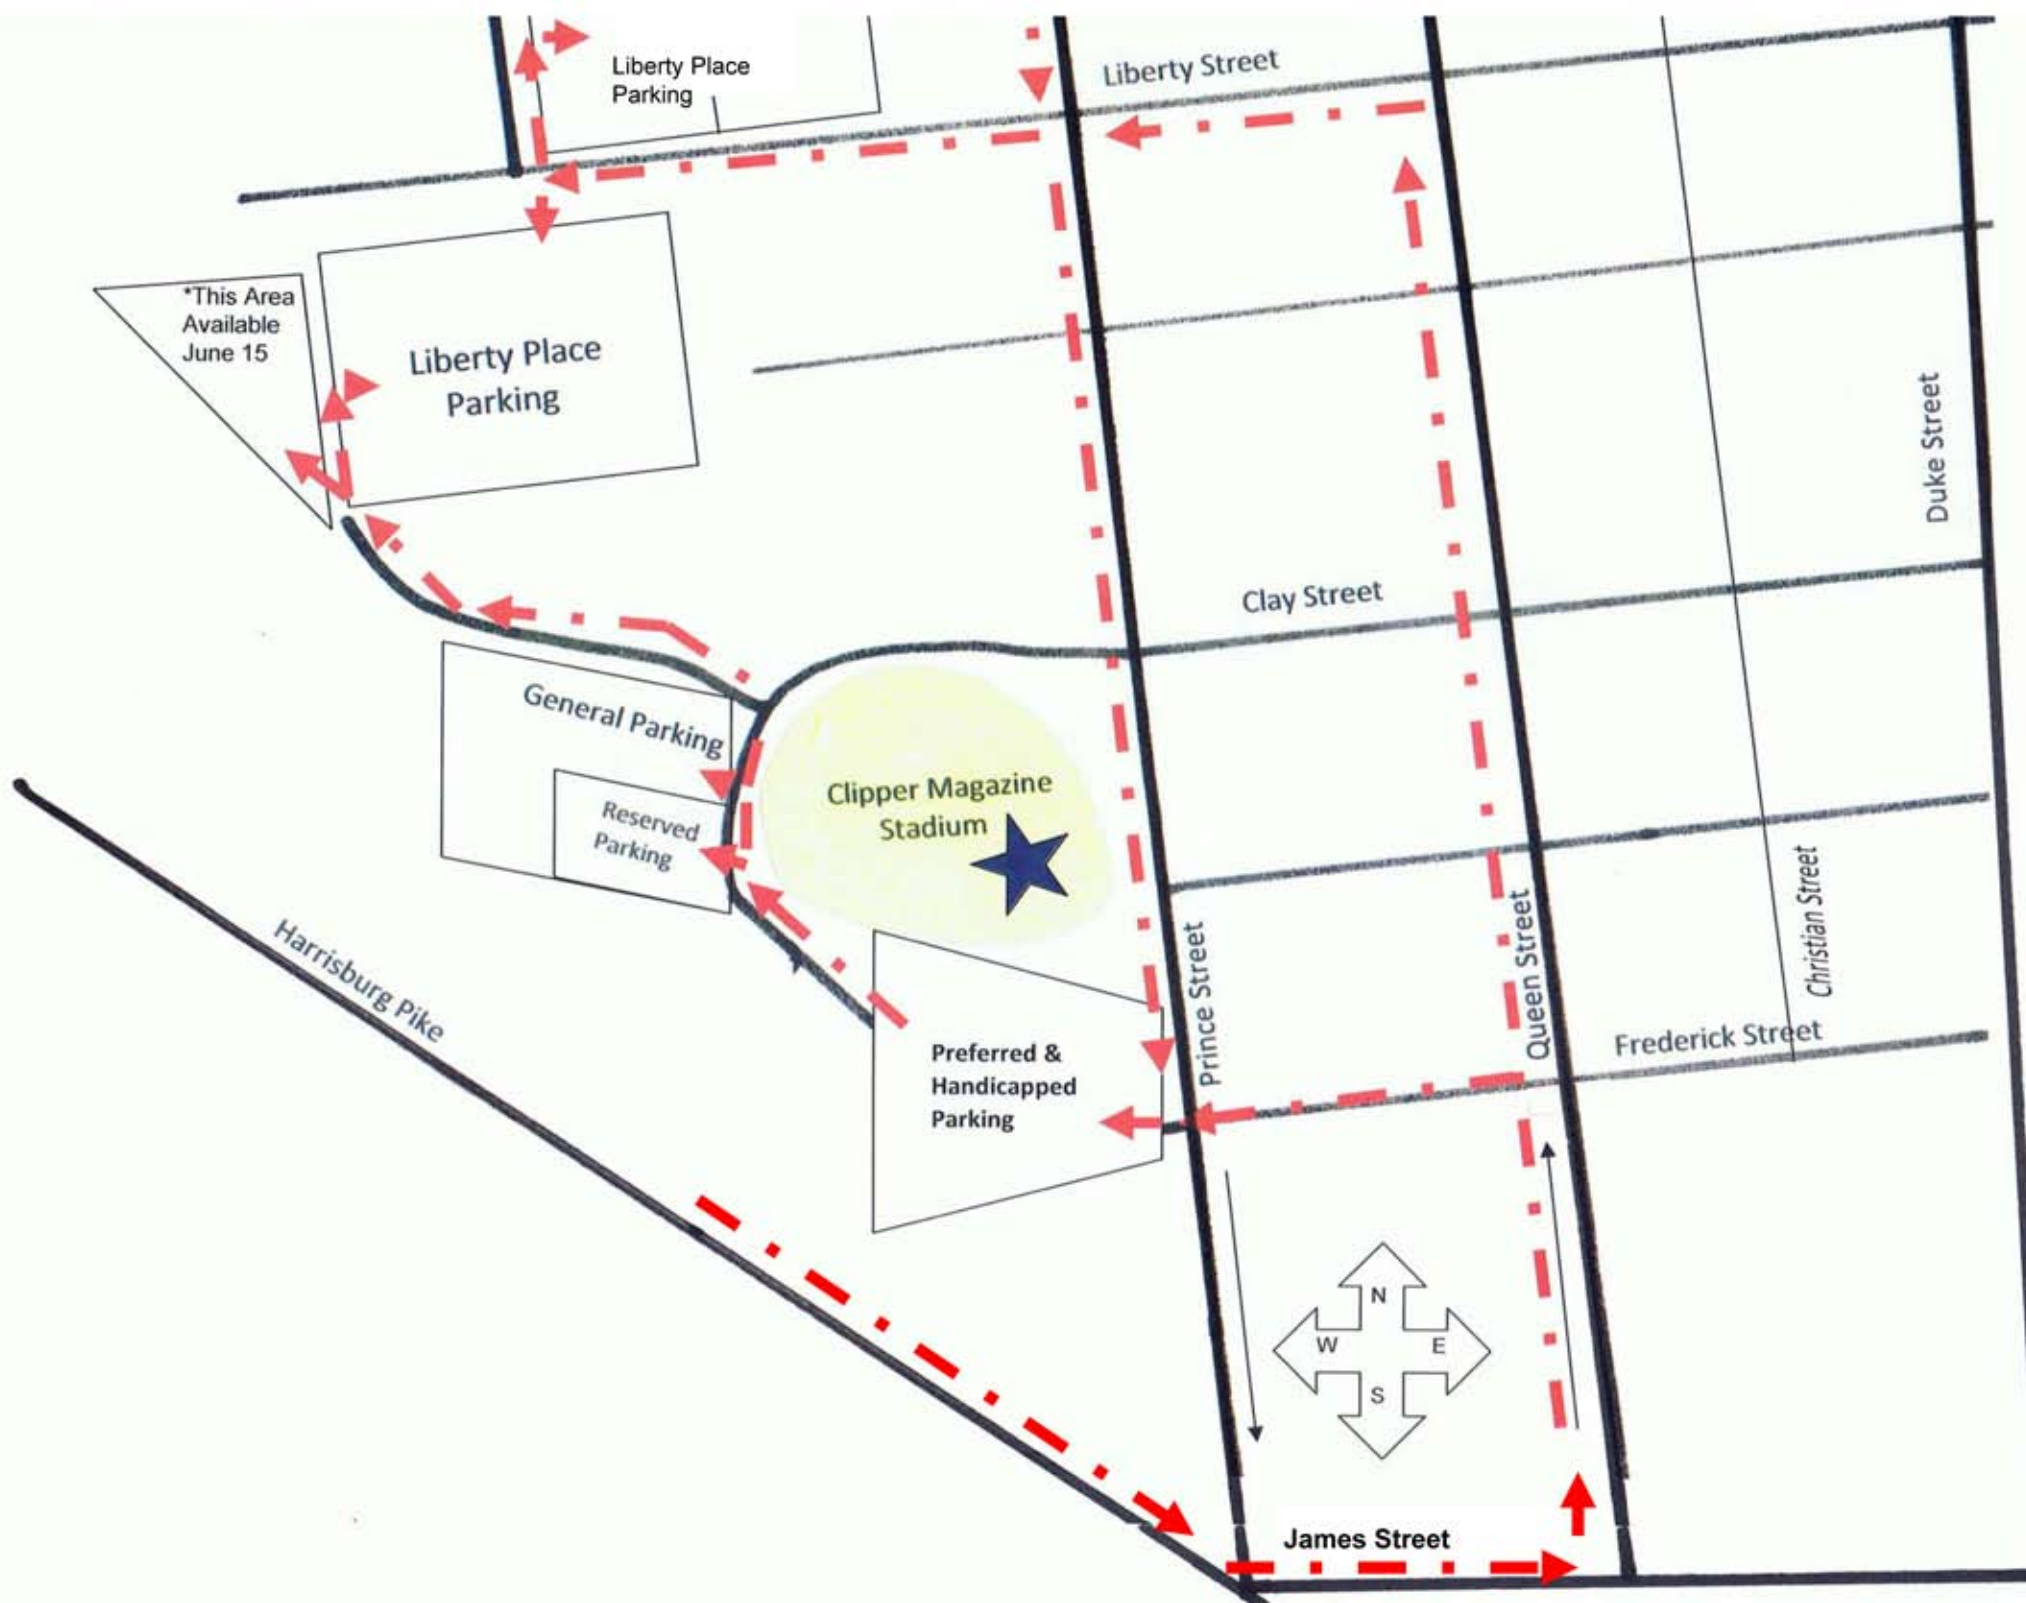 Liberty Place
Parking
Liberty Street
*This Area
Available
June 15
Liberty Place
Parking
Duke Street
Clay Street
General Parking
Reserved
Parking
Clipper Magazine
Stadium
Harrisburg Pike
Preferred &
Handicapped
Parking
Prince Street
Queen Street
Christian Street
Frederick Street
N
W
E
S
James Street